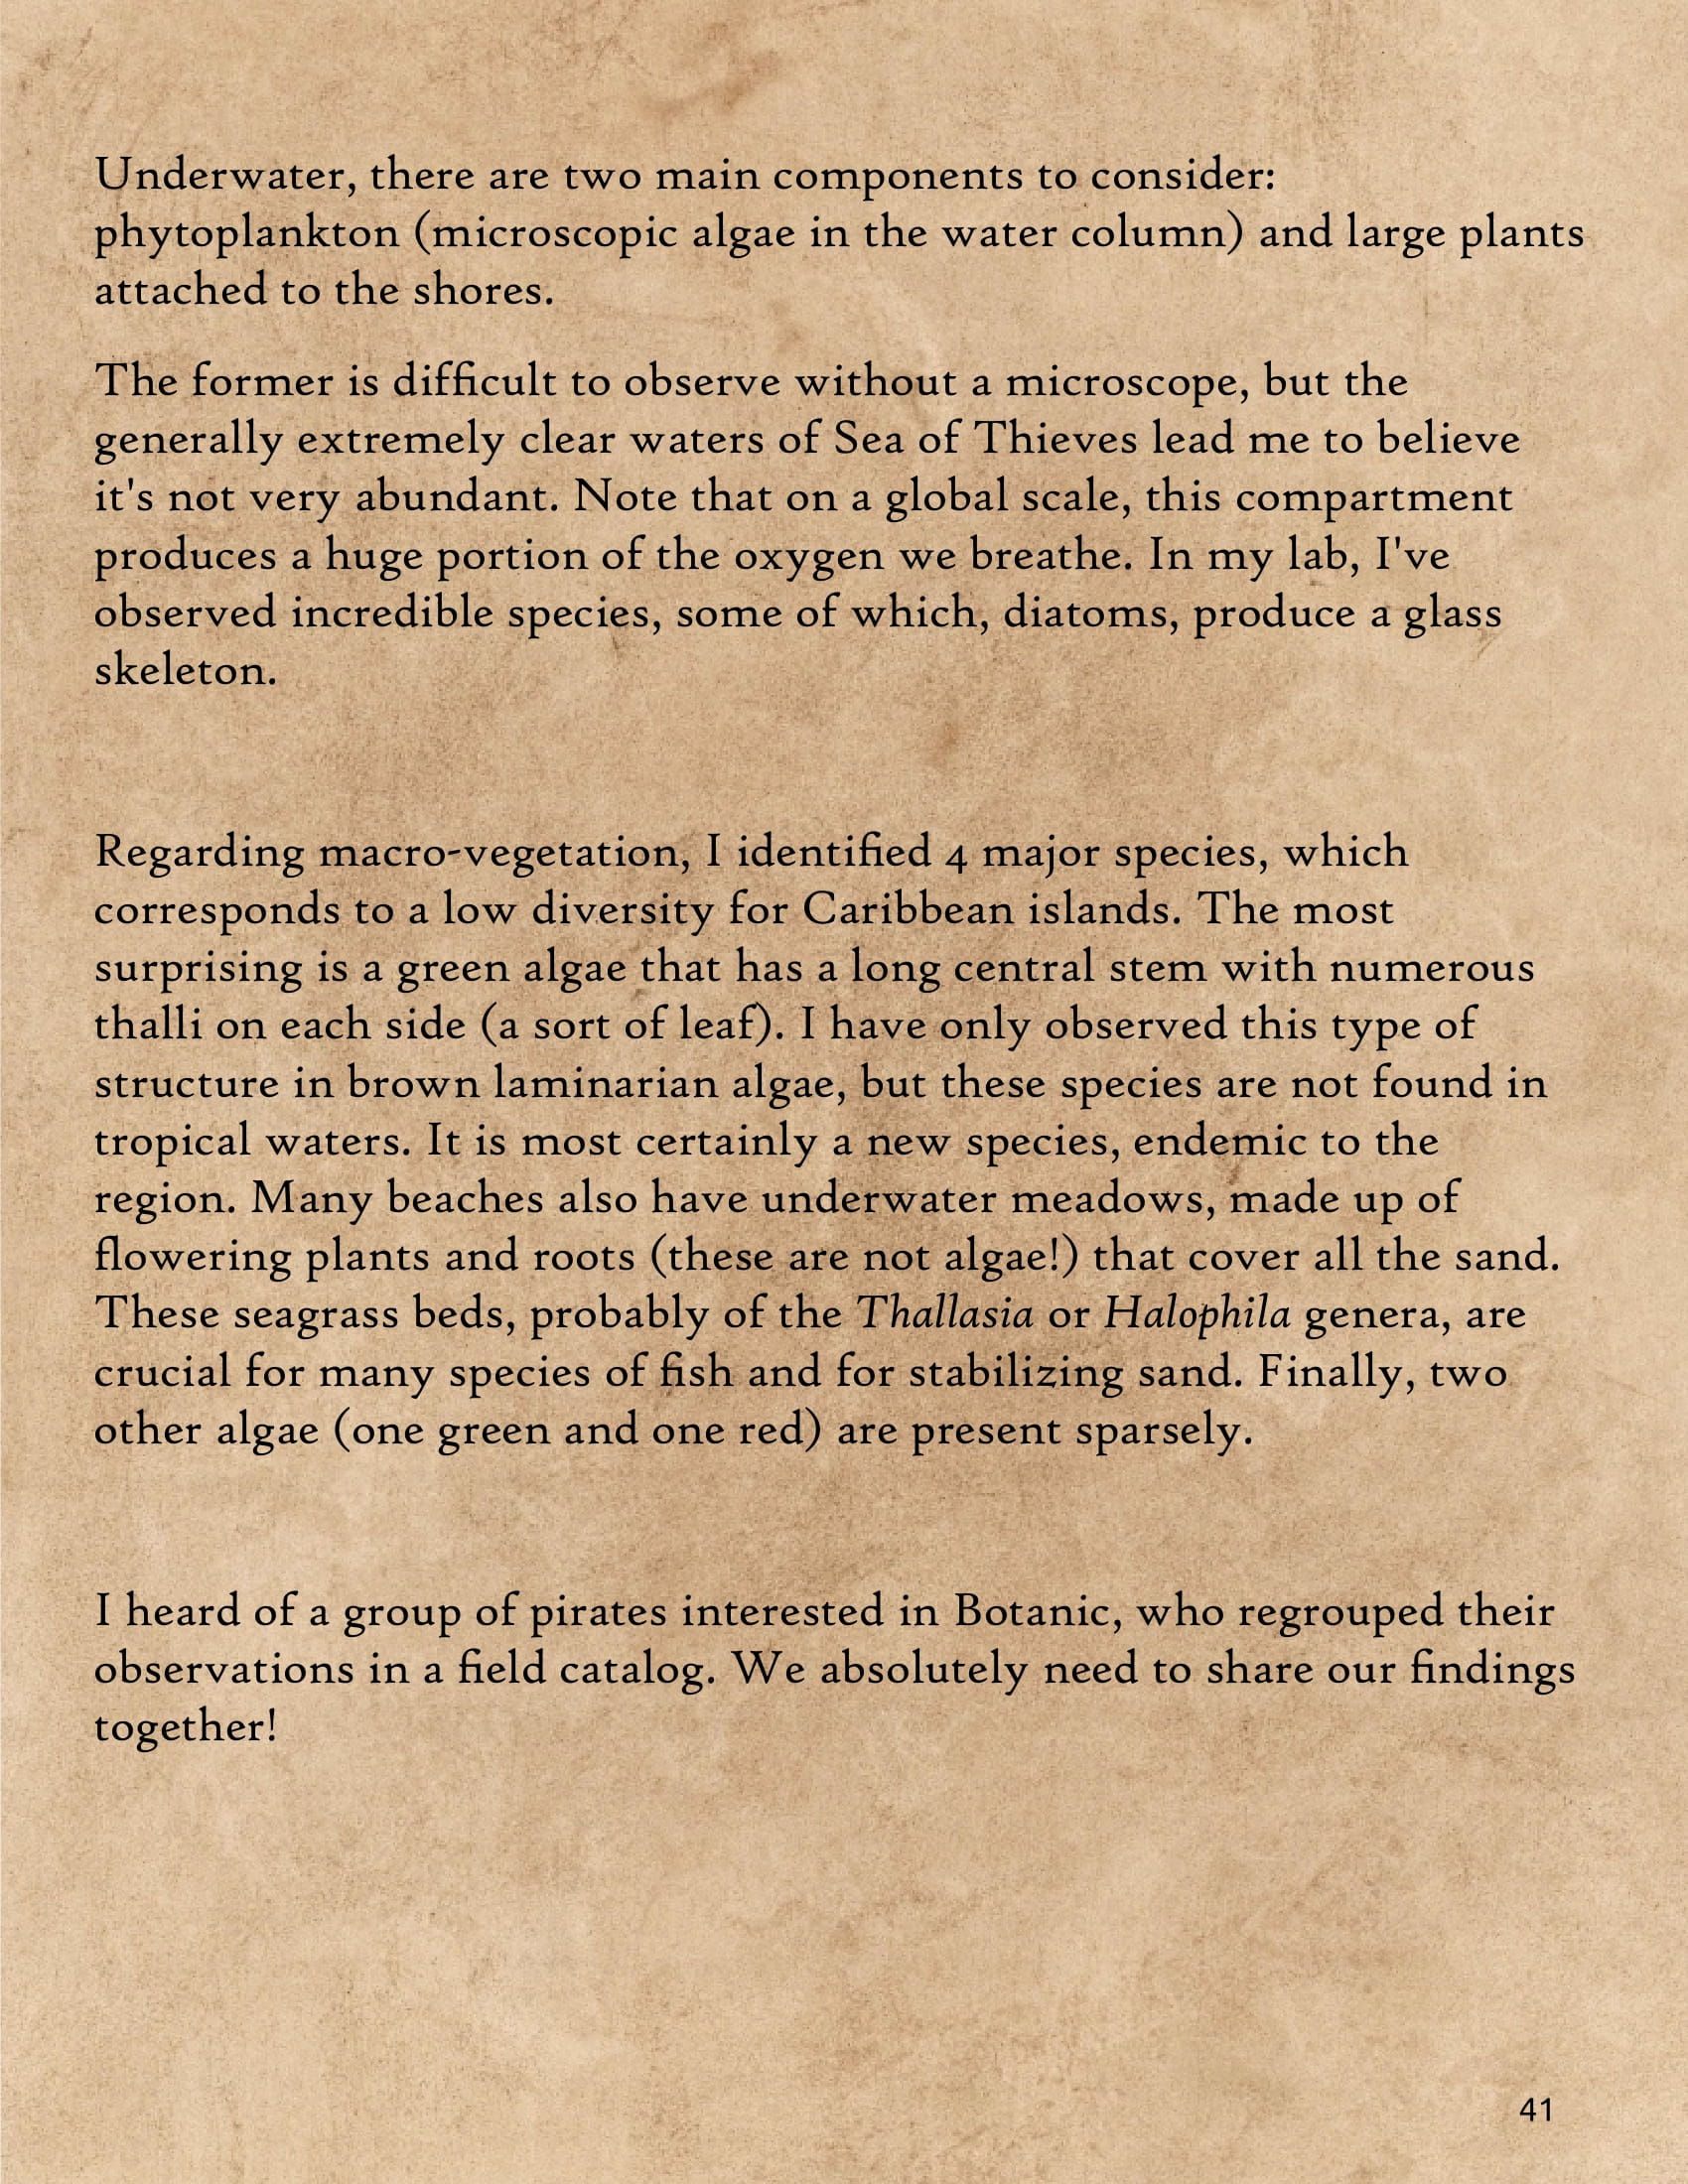 Underwater, there are two main components to consider:
phytoplankton (microscopic algae in the water column) and large plants
attached to the shores.
The former is difficult to observe without a microscope, but the
generally extremely clear waters of Sea of Thieves lead me to believe
it's not very abundant. Note that on a global scale, this compartment
produces a huge portion of the oxygen we breathe. In my lab, I've
observed incredible species, some of which, diatoms, produce a glass
skeleton.
Regarding macro-vegetation, I identified 4 major species, which
corresponds to a low diversity for Caribbean islands. The most
surprising is a green algae that has a long central stem with numerous
thalli on each side (a sort of leaf). I have only observed this type of
structure in brown laminarian algae, but these species are not found in
tropical waters. It is most certainly a new species, endemic to the
region. Many beaches also have underwater meadows, made up of
flowering plants and roots (these are not algae!) that cover all the sand.
These seagrass beds, probably of the Thallasia or Halophila genera, are
crucial for many species of fish and for stabilizing sand. Finally, two
other algae (one green and one red) are present sparsely.
I heard of a group of pirates interested in Botanic, who regrouped their
observations in a field catalog. We absolutely need to share our findings
together!
41